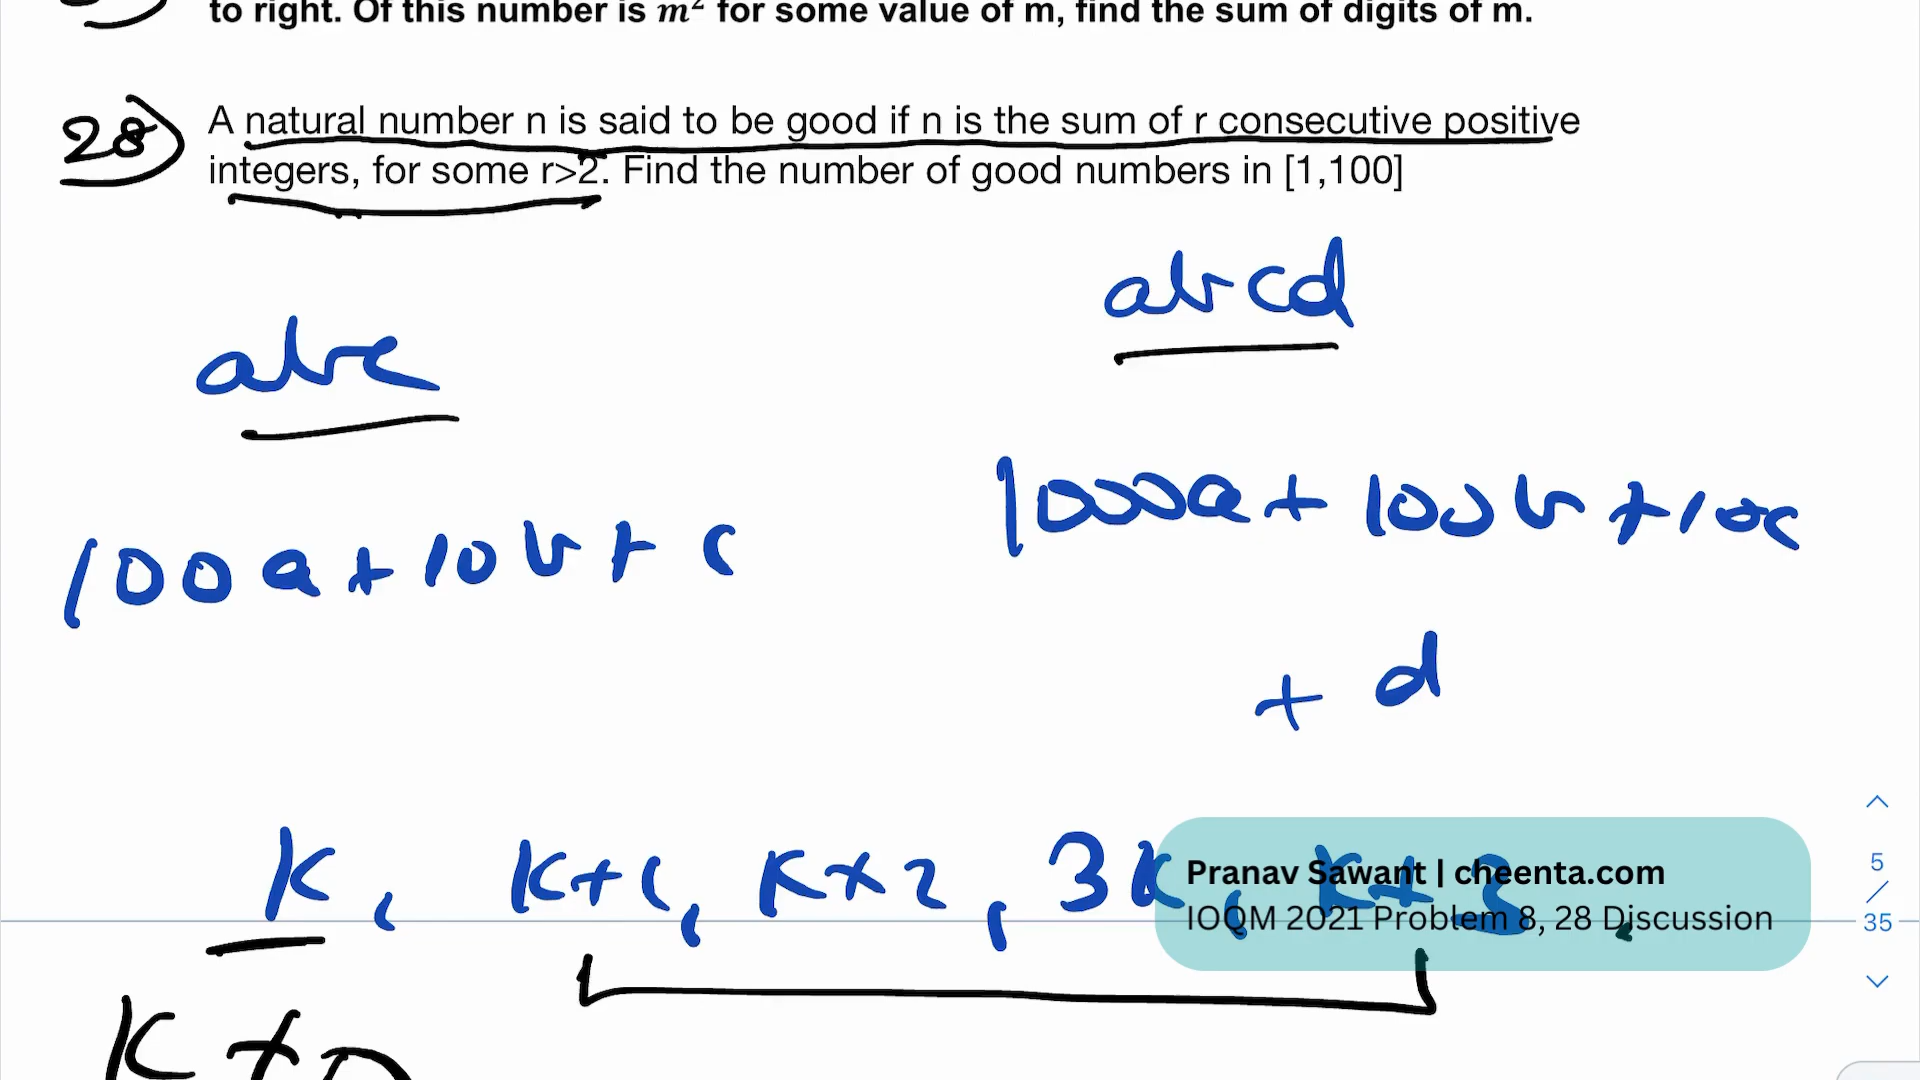 to right. Of this number is m² for some value of m, find the sum of digits of m.
28)
A natural number n is said to be good if n is the sum of r consecutive positive
integers, for some r>2. Find the number of good numbers in [1,100]
abcd
abc
1000a + 100b + 10c
100a + 10b + c
+ d
k, k+1, k+2, 3k, k+3
Pranav Sawant | cheenta.com
IOQM 2021 Problem 8, 28 Discussion
5
/
35